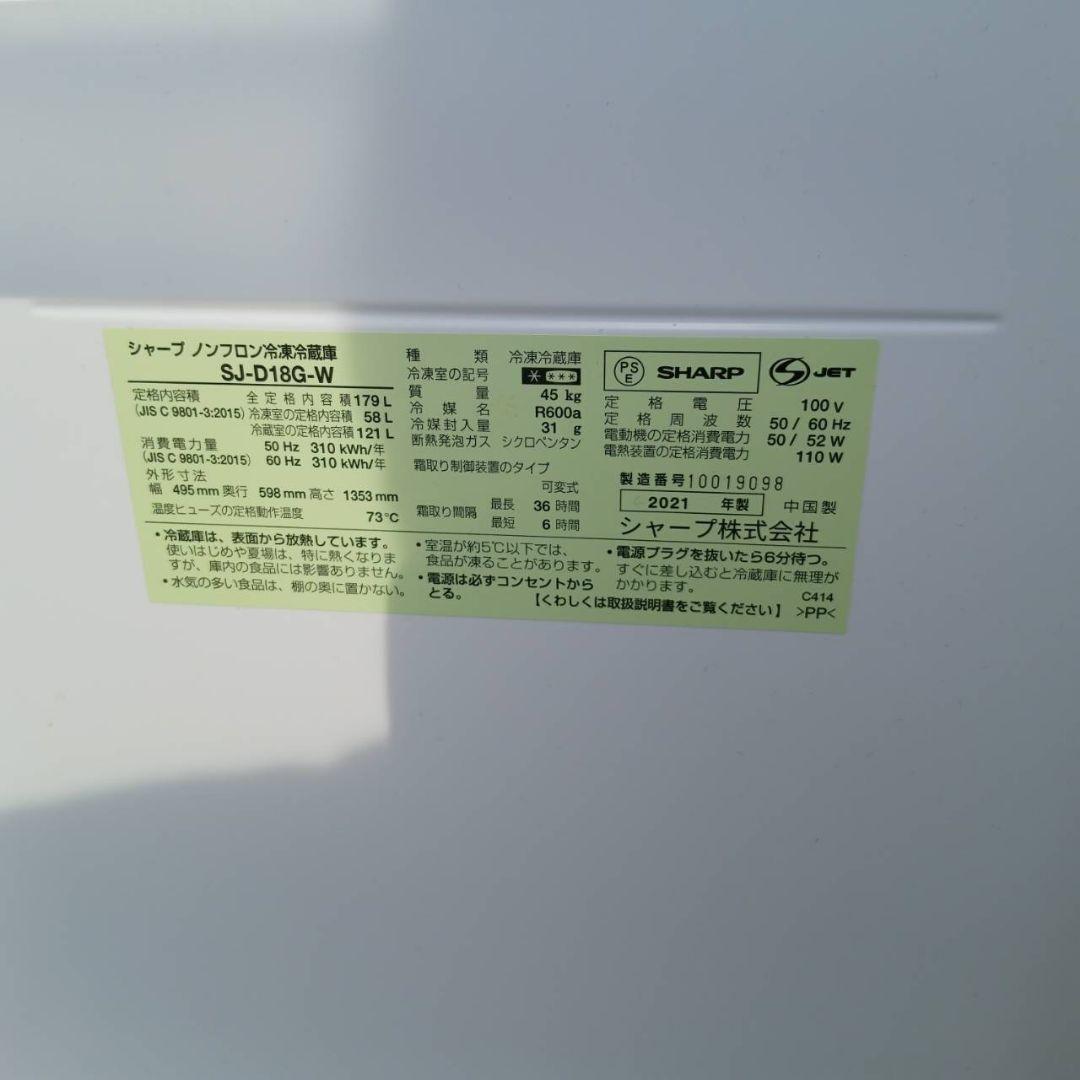 シャープ ノンフロン冷凍冷蔵庫
SJ-D18G-W
定格内容積 全定格内容積 179 L
(JIS C 9801-3:2015) 冷凍室の定格内容積 58 L
冷蔵室の定格内容積 121 L
消費電力量 50 Hz 310 kWh/年
(JIS C 9801-3:2015) 60 Hz 310 kWh/年
外形寸法
幅 495 mm 奥行 598 mm 高さ 1353 mm
温度ヒューズの定格動作温度 73℃
種類 冷凍冷蔵庫
冷凍室の記号 * ***
質量 45 kg
冷媒名 R600a
冷媒封入量 31 g
断熱発泡ガス シクロペンタン
霜取り制御装置のタイプ
可変式
霜取り間隔 最長 36 時間
最短 6 時間
PS E SHARP S JET
定格電圧 100 V
定格周波数 50 / 60 Hz
電動機の定格消費電力 50 / 52 W
電熱装置の定格消費電力 110 W
製造番号 10019098
2021 年製 中国製
シャープ株式会社
・冷蔵庫は、表面から放熱しています。
使いはじめや夏場は、特に熱くなりま
すが、庫内の食品には影響ありません。
・水気の多い食品は、棚の奥に置かない。
・室温が約5℃以下では、
食品が凍ることがあります。
・電源は必ずコンセントから
とる。
・電源プラグを抜いたら6分待つ。
すぐに差し込むと冷蔵庫に無理が
かかります。
C414
【くわしくは取扱説明書をご覧ください】 >PP<